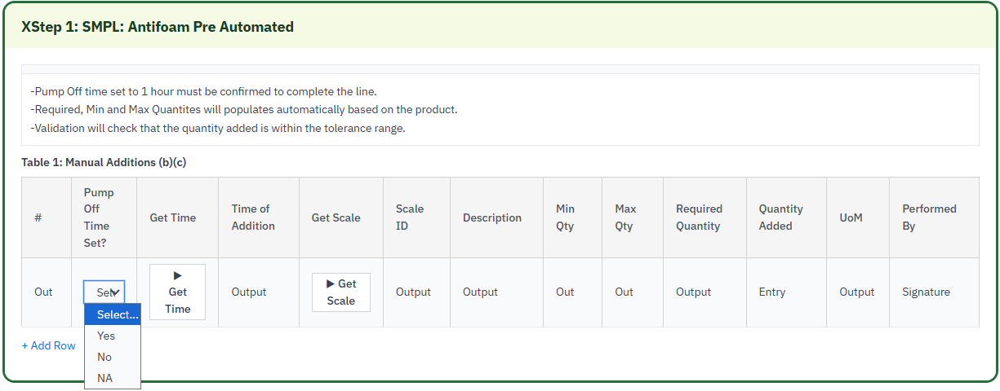 XStep 1: SMPL: Antifoam Pre Automated
-Pump Off time set to 1 hour must be confirmed to complete the line.
-Required, Min and Max Quantites will populates automatically based on the product.
-Validation will check that the quantity added is within the tolerance range.
Table 1: Manual Additions (b)(c)
#
Pump
Off
Time
Set?
Get Time
Time of
Addition
Get Scale
Scale
ID
Description
Min
Qty
Max
Qty
Required
Quantity
Quantity
Added
UoM
Performed
By
Out
Sel
▶
Get
Time
Output
▶ Get
Scale
Output
Output
Out
Out
Output
Entry
Output
Signature
Select...
Yes
No
NA
+ Add Row